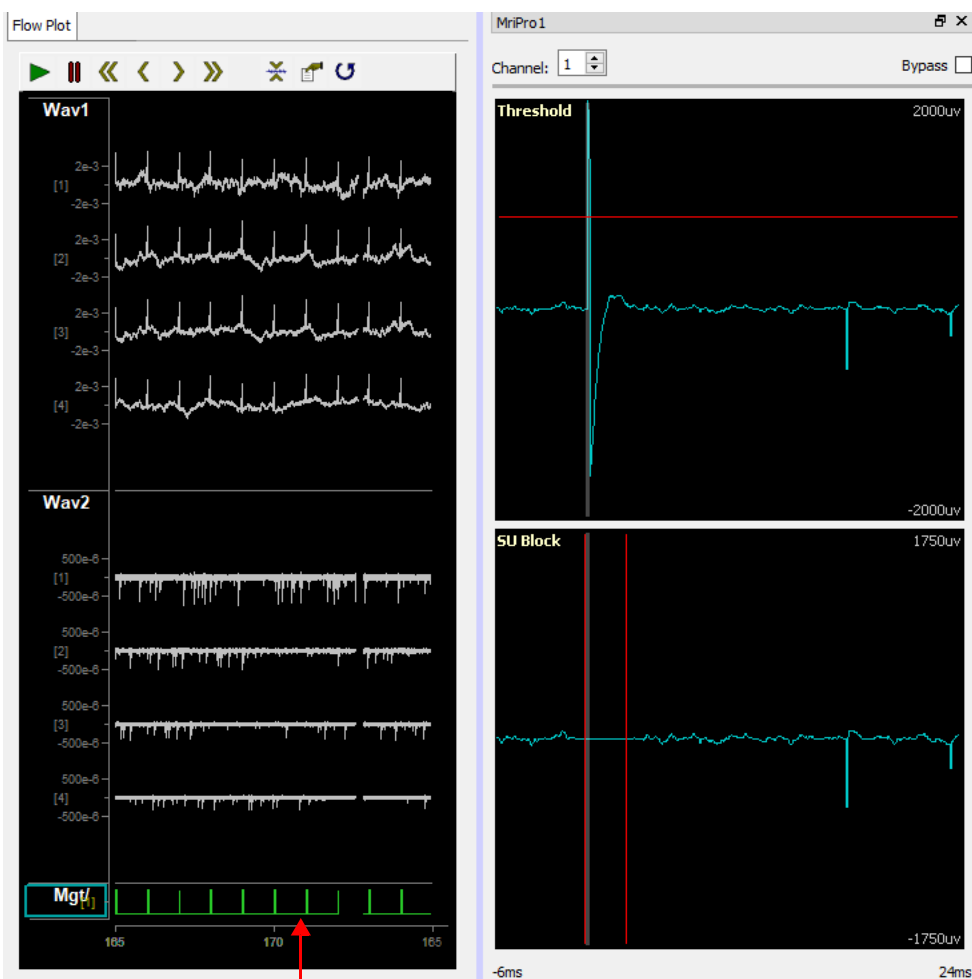 Flow Plot
Wav1
2e-3
[1]
-2e-3
2e-3
[2]
-2e-3
2e-3
[3]
-2e-3
2e-3
[4]
-2e-3
Wav2
500e-6
[1]
-500e-6
500e-6
[2]
-500e-6
500e-6
[3]
-500e-6
500e-6
[4]
-500e-6
Mgt/
[1]
165 170 165
MriPro1
Channel: 1 Bypass
Threshold 2000uv
-2000uv
SU Block 1750uv
-1750uv
-6ms 24ms